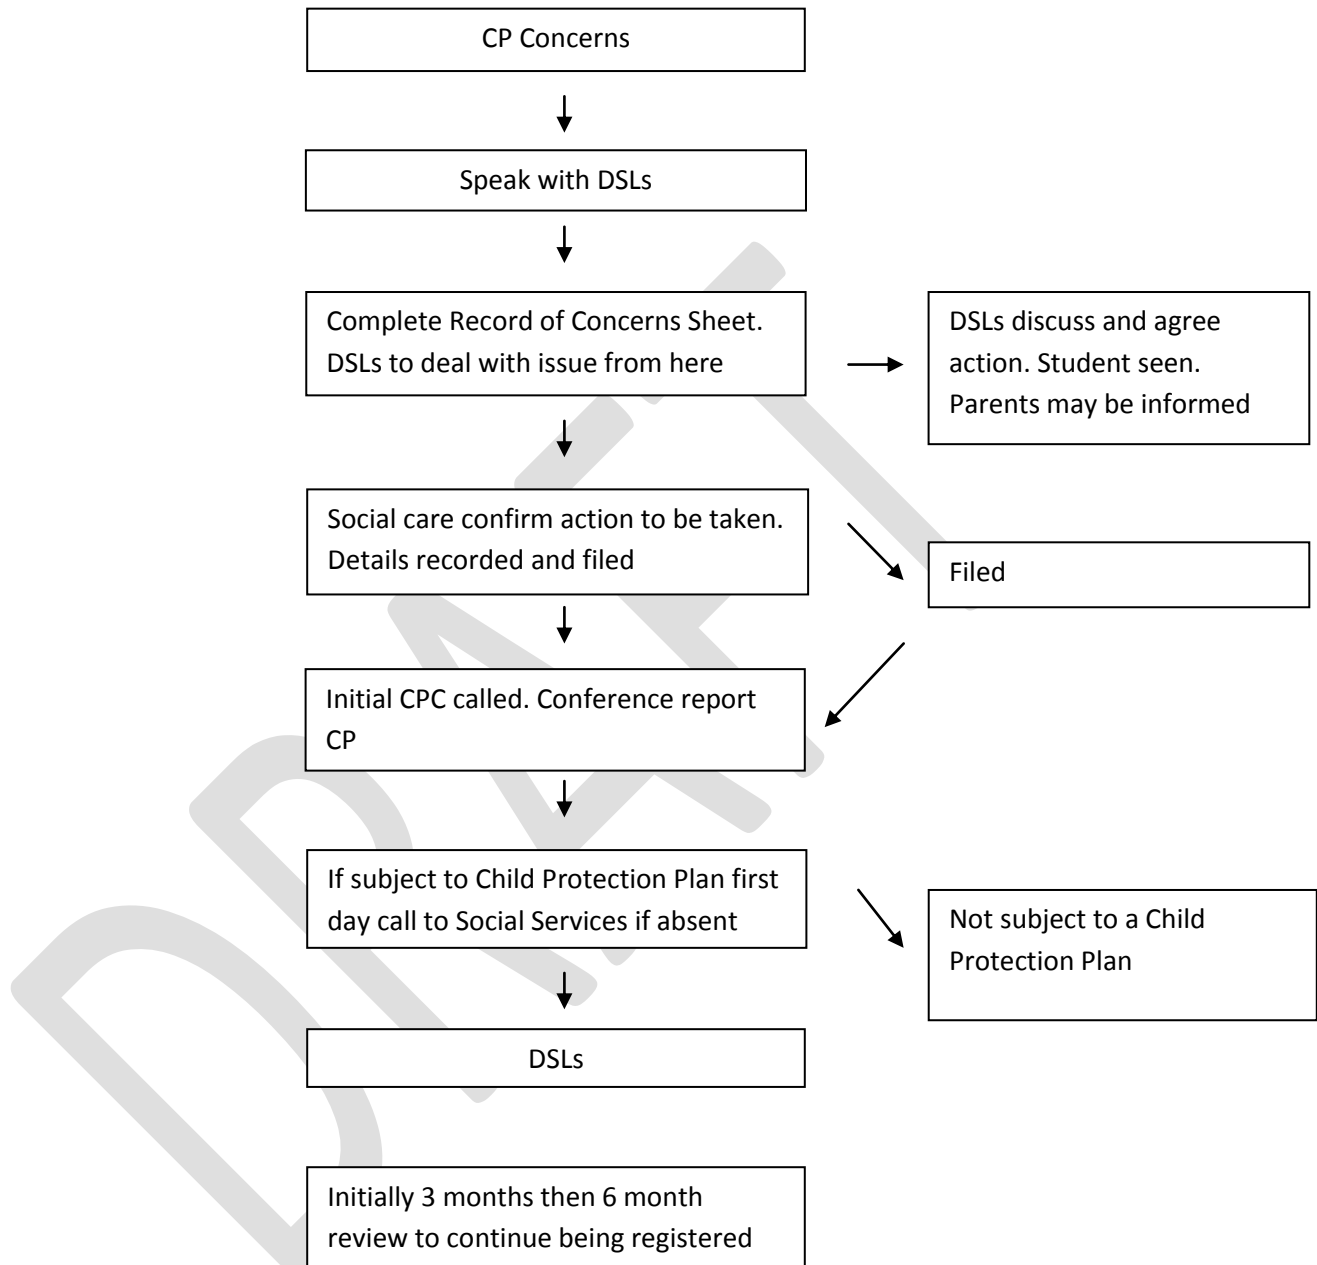 CP Concerns
Speak with DSLs
Complete Record of Concerns Sheet.
DSLs to deal with issue from here
DSLs discuss and agree
action. Student seen.
Parents may be informed
Social care confirm action to be taken.
Details recorded and filed
Filed
Initial CPC called. Conference report
CP
If subject to Child Protection Plan first
day call to Social Services if absent
Not subject to a Child
Protection Plan
DSLs
Initially 3 months then 6 month
review to continue being registered
DRAFT